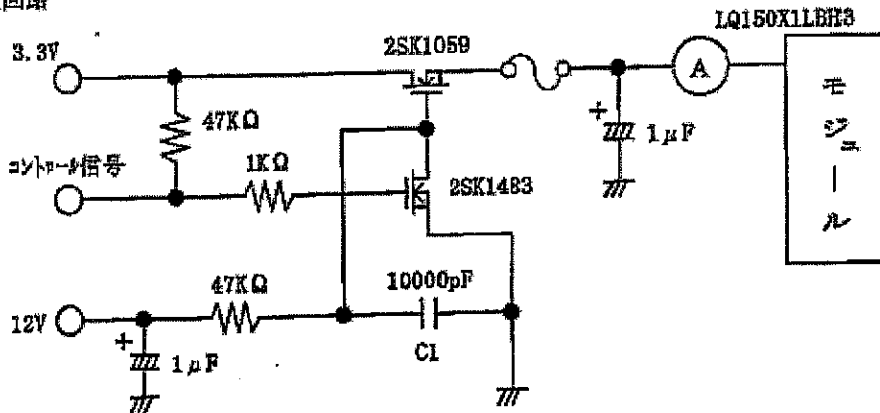 回路
LQ150X1LBH3
3.3V
2SK1059
A
モジュール
47KΩ
1μF
コントロール信号
1KΩ
2SK1483
47KΩ
10000pF
12V
C1
1μF